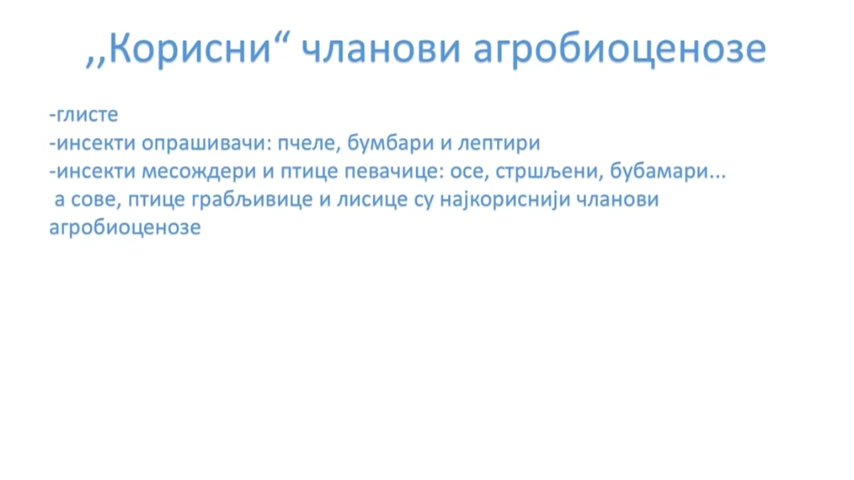 ,,Корисни“ чланови агробиоценозе
-глисте
-инсекти опрашивачи: пчеле, бумбари и лептири
-инсекти месождери и птице певачице: осе, стршљени, бубамари...
а сове, птице грабљивице и лисице су најкориснији чланови
агробиоценозе